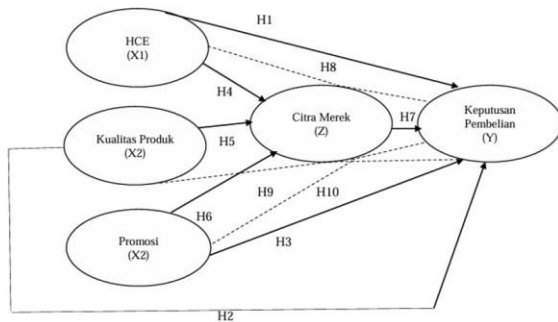 H1
HCE
(X1)
H8
H4
H7
Citra Merek
(Z)
Keputusan
Pembelian
(Y)
Kualitas Produk
(X2)
H5
H9
H10
H6
H3
Promosi
(X2)
H2